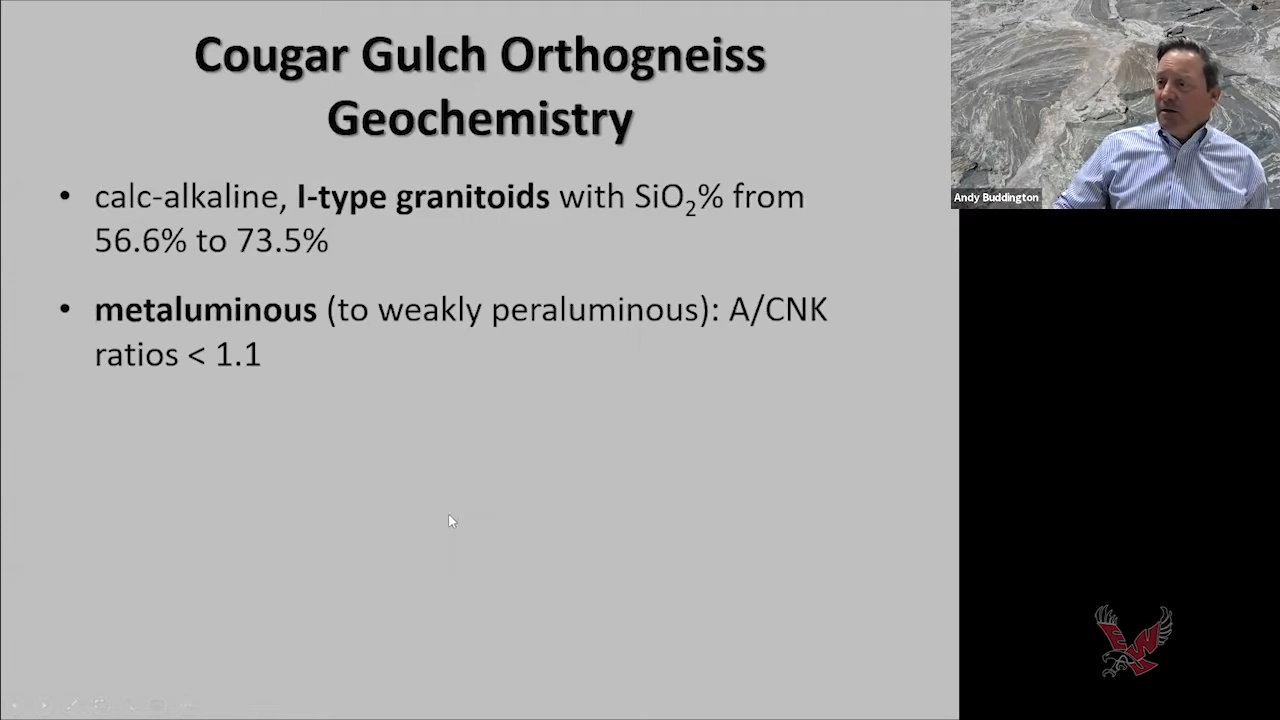 Cougar Gulch Orthogneiss
Geochemistry
• calc-alkaline, I-type granitoids with SiO₂% from
56.6% to 73.5%
• metaluminous (to weakly peraluminous): A/CNK
ratios < 1.1
Andy Buddington
EWU